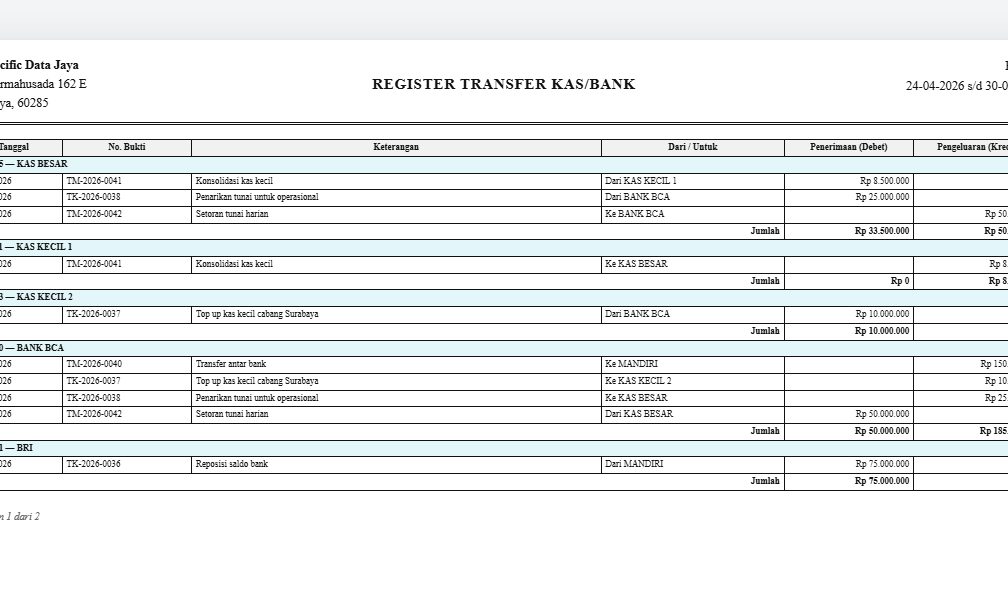 cific Data Jaya
rmahusada 162 E
ya, 60285
REGISTER TRANSFER KAS/BANK
24-04-2026 s/d 30-0
Tanggal No. Bukti Keterangan Dari / Untuk Penerimaan (Debet) Pengeluaran (Kred
5 — KAS BESAR
026 TM-2026-0041 Konsolidasi kas kecil Dari KAS KECIL 1 Rp 8.500.000
026 TK-2026-0038 Penarikan tunai untuk operasional Dari BANK BCA Rp 25.000.000
026 TM-2026-0042 Setoran tunai harian Ke BANK BCA Rp 50.
Jumlah Rp 33.500.000 Rp 50.
1 — KAS KECIL 1
026 TM-2026-0041 Konsolidasi kas kecil Ke KAS BESAR Rp 8.
Jumlah Rp 0 Rp 8.
3 — KAS KECIL 2
026 TK-2026-0037 Top up kas kecil cabang Surabaya Dari BANK BCA Rp 10.000.000
Jumlah Rp 10.000.000
0 — BANK BCA
026 TM-2026-0040 Transfer antar bank Ke MANDIRI Rp 150.
026 TK-2026-0037 Top up kas kecil cabang Surabaya Ke KAS KECIL 2 Rp 10.
026 TK-2026-0038 Penarikan tunai untuk operasional Ke KAS BESAR Rp 25.
026 TM-2026-0042 Setoran tunai harian Dari KAS BESAR Rp 50.000.000
Jumlah Rp 50.000.000 Rp 185.
1 — BRI
026 TK-2026-0036 Reposisi saldo bank Dari MANDIRI Rp 75.000.000
Jumlah Rp 75.000.000
n 1 dari 2